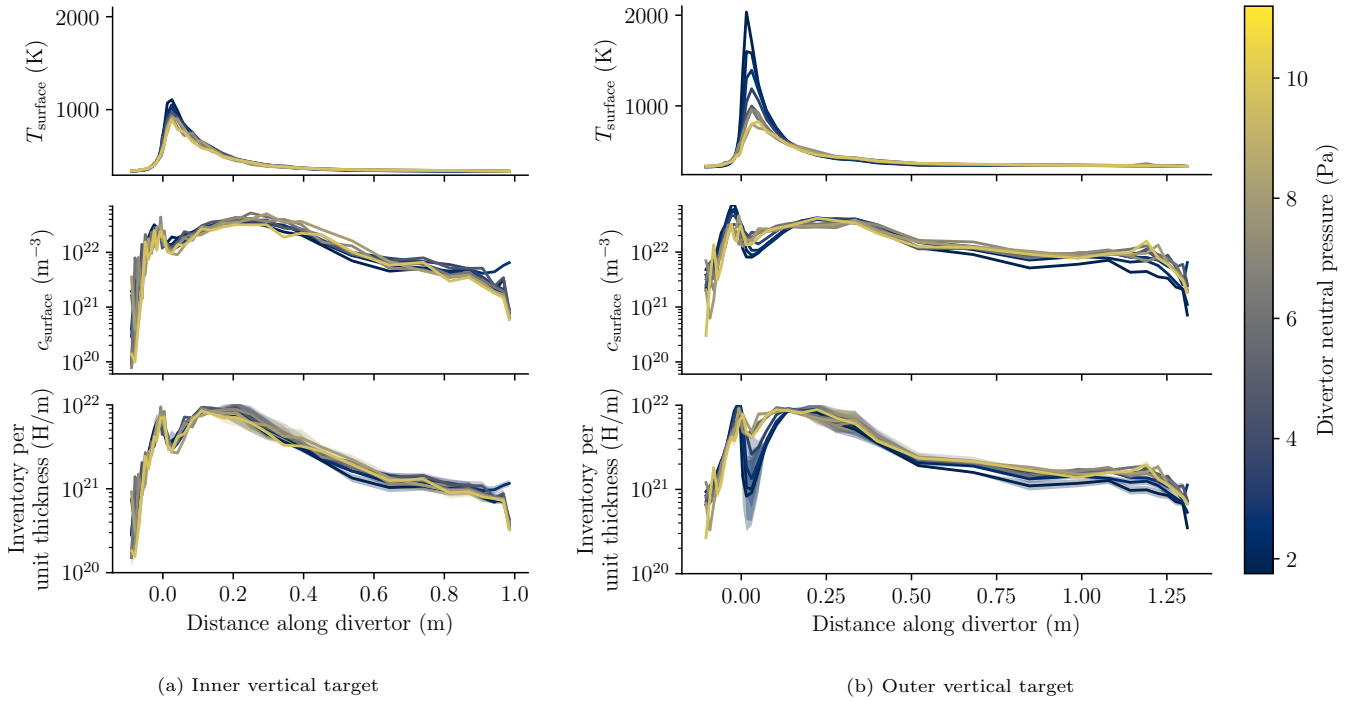 2000
1000
T_surface (K)
10^22
10^21
10^20
c_surface (m^−3)
10^22
10^21
10^20
Inventory per
unit thickness (H/m)
0.0 0.2 0.4 0.6 0.8 1.0
Distance along divertor (m)
(a) Inner vertical target
2000
1000
T_surface (K)
10^22
10^21
10^20
c_surface (m^−3)
10^22
10^21
10^20
Inventory per
unit thickness (H/m)
0.00 0.25 0.50 0.75 1.00 1.25
Distance along divertor (m)
(b) Outer vertical target
10
8
6
4
2
Divertor neutral pressure (Pa)